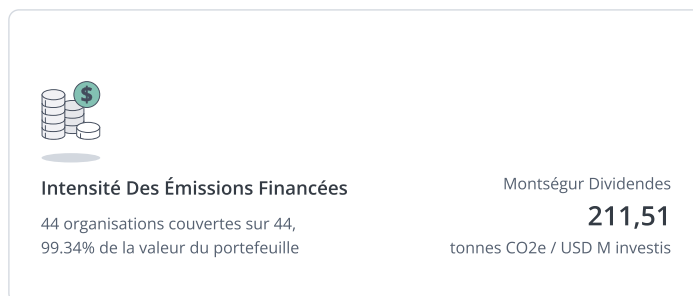 $
Intensité Des Émissions Financées
44 organisations couvertes sur 44,
99.34% de la valeur du portefeuille
Montségur Dividendes
211,51
tonnes CO2e / USD M investis